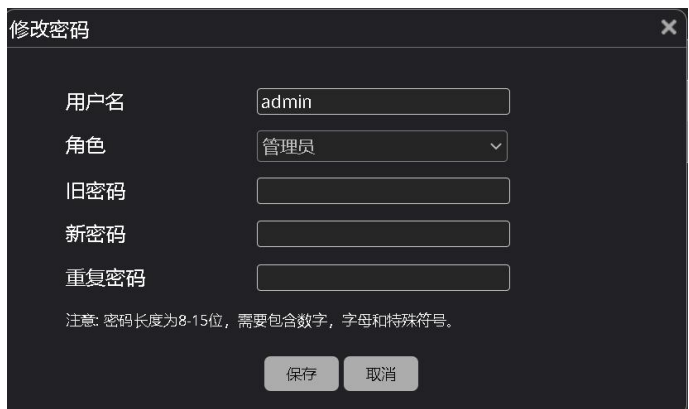 修改密码
用户名 admin
角色 管理员
旧密码
新密码
重复密码
注意: 密码长度为8-15位，需要包含数字，字母和特殊符号。
保存 取消